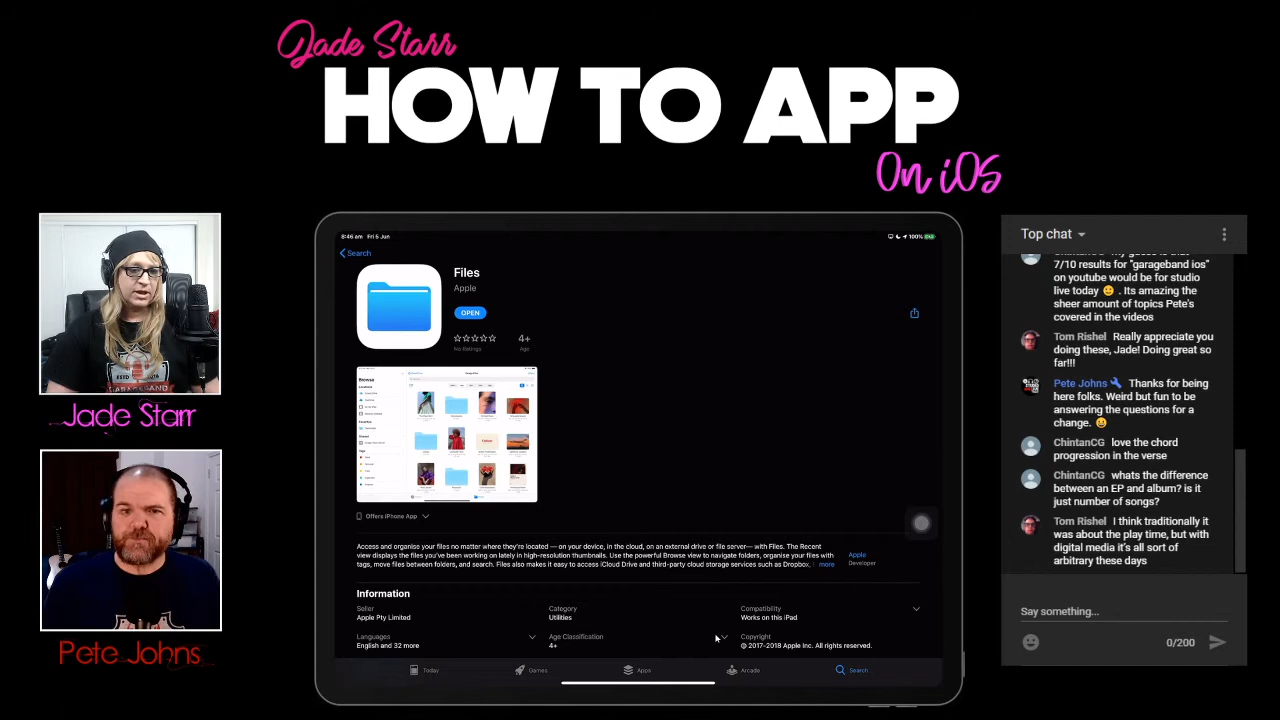 Jade Starr
HOW TO APP
On iOS
Jade Starr
Pete Johns
8:46 am Fri 5 Jun
100%
Search
Files
Apple
OPEN
No Ratings
4+
Age
Browse
Offers iPhone App
Access and organise your files no matter where they're located — on your device, in the cloud, on an external drive or file server— with Files. The Recent
view displays the files you've been working on lately in high-resolution thumbnails. Use the powerful Browse view to navigate folders, organise your files with
tags, move files between folders, and search. Files also makes it easy to access iCloud Drive and third-party cloud storage services such as Dropbox, more
Apple
Developer
Information
Seller
Apple Pty Limited
Category
Utilities
Compatibility
Works on this iPad
Languages
English and 32 more
Age Classification
4+
Copyright
© 2017-2018 Apple Inc. All rights reserved.
Today
Games
Apps
Arcade
Search
Top chat
7/10 results for "garageband ios"
on youtube would be for studio
live today 🙂 . Its amazing the
sheer amount of topics Pete's
covered in the videos
Tom Rishel Really appreciate you
doing these, Jade! Doing great so
far!!!
Pete Johns Thanks for being
here folks. Weird but fun to be
answering the questions for a
change. 😃
ChintanCG love the chord
progression in the verse
ChintanCG whats the difference
between an EP and album? is it
just number of songs?
Tom Rishel I think traditionally it
was about the play time, but with
digital media it's all sort of
arbitrary these days
Say something...
0/200